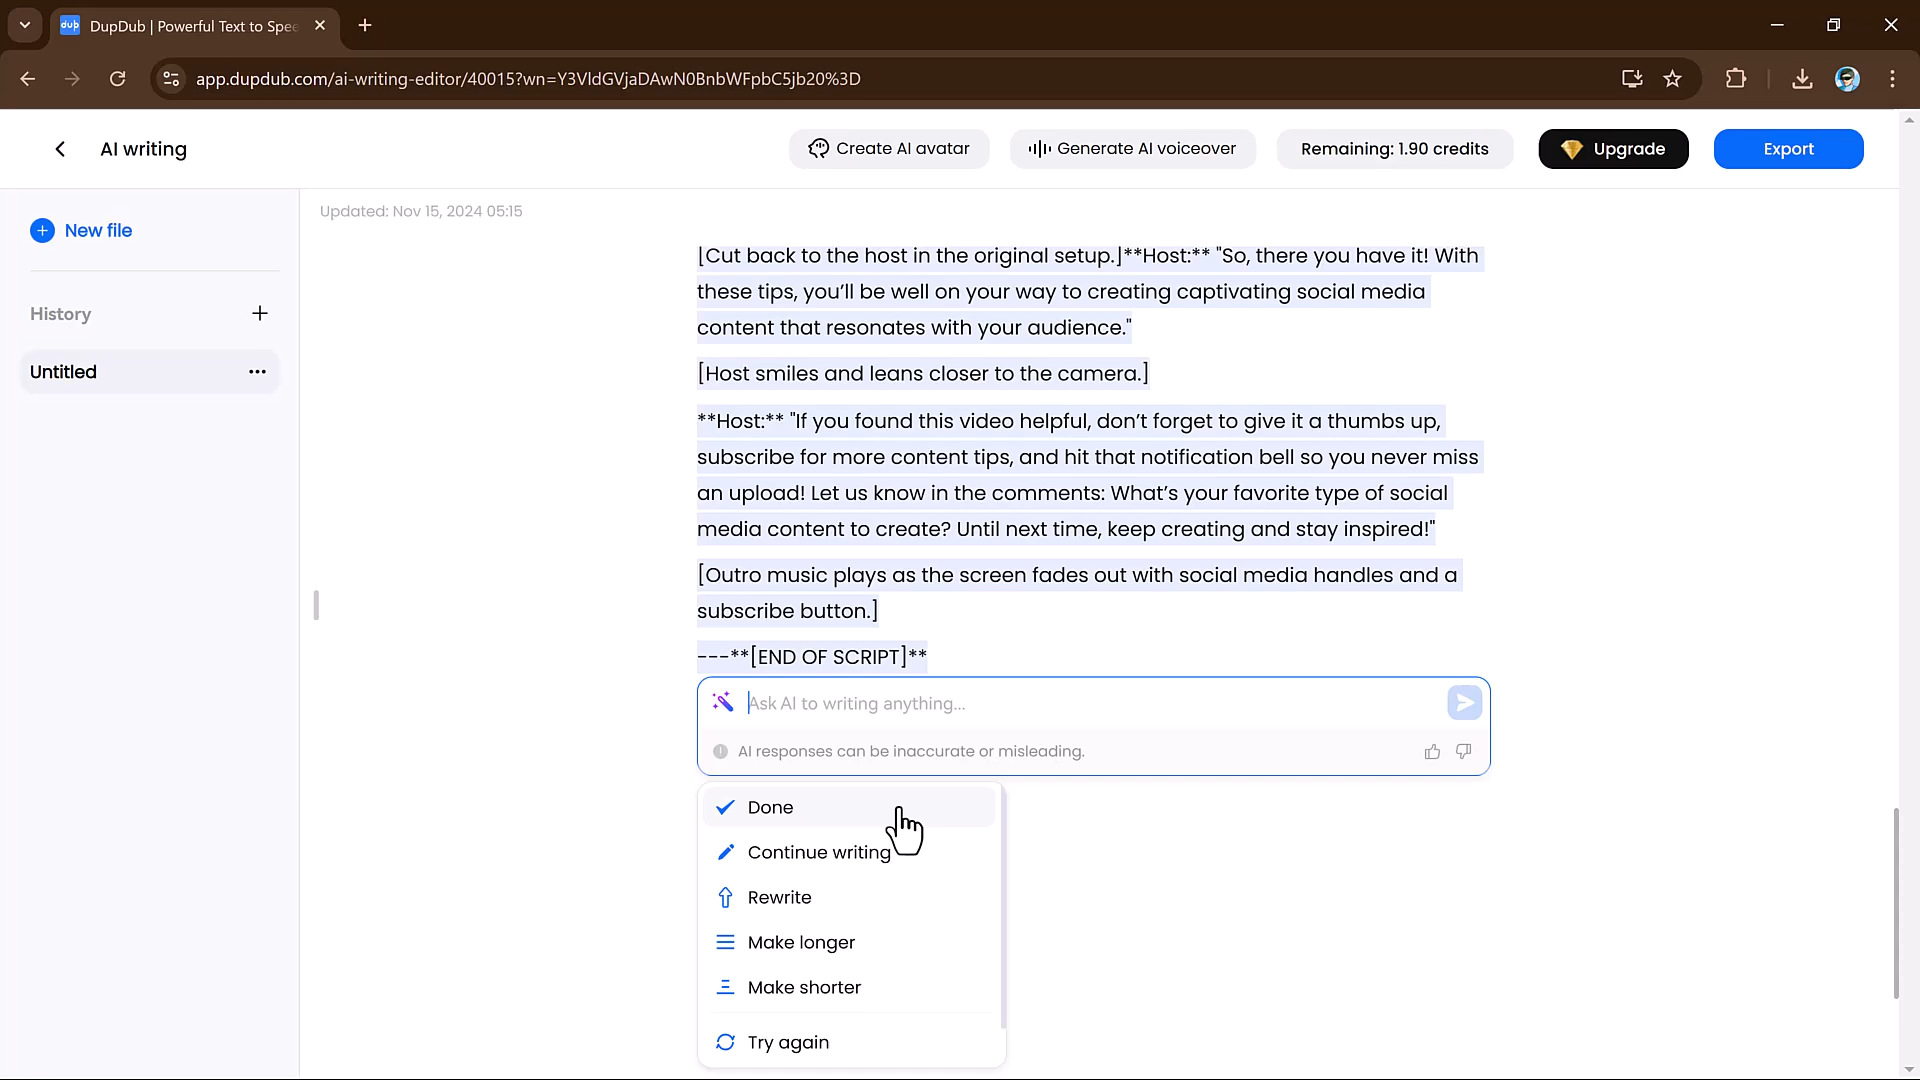 dub
DupDub | Powerful Text to Spee
app.dupdub.com/ai-writing-editor/40015?wn=Y3VldGVjaDAwN0BnbWFpbC5jb20%3D
AI writing
Create AI avatar
Generate AI voiceover
Remaining: 1.90 credits
Upgrade
Export
New file
History
Untitled
Updated: Nov 15, 2024 05:15
[Cut back to the host in the original setup.]**Host:** "So, there you have it! With
these tips, you’ll be well on your way to creating captivating social media
content that resonates with your audience."
[Host smiles and leans closer to the camera.]
**Host:** "If you found this video helpful, don’t forget to give it a thumbs up,
subscribe for more content tips, and hit that notification bell so you never miss
an upload! Let us know in the comments: What’s your favorite type of social
media content to create? Until next time, keep creating and stay inspired!"
[Outro music plays as the screen fades out with social media handles and a
subscribe button.]
---**[END OF SCRIPT]**
Ask AI to writing anything...
AI responses can be inaccurate or misleading.
Done
Continue writing
Rewrite
Make longer
Make shorter
Try again